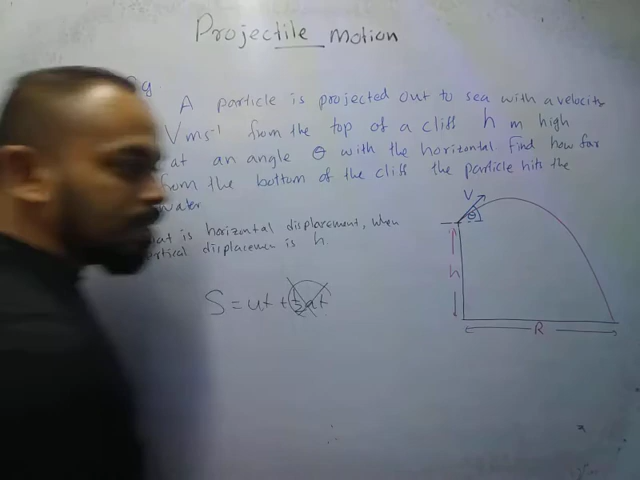 Projectile motion
Qg
A particle is projected out to sea with a velocity
V ms⁻¹ from the top of a cliff h m high
at an angle θ with the horizontal. Find how far
from the bottom of the cliff the particle hits the
water
is horizontal displacement, when
displacement is h.
S = ut + ½at
V
θ
h
R